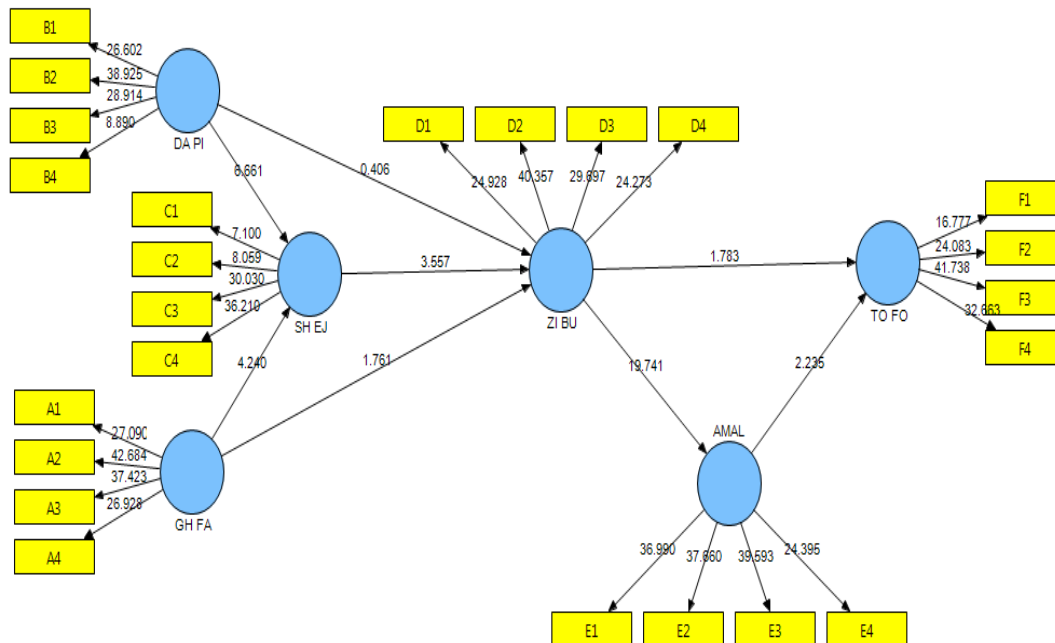 B1
26.602
B2
38.925
B3
28.914
8.890
B4
DA PI
6.661
0.406
D1
D2
D3
D4
24.928
40.357
29.697
24.273
C1
7.100
C2
8.059
C3
30.030
36.210
C4
SH EJ
3.557
ZI BU
1.783
F1
16.777
24.083
F2
41.738
F3
32.663
F4
TO FO
4.240
1.761
19.741
2.235
A1
27.090
A2
42.684
A3
37.423
26.928
A4
GH FA
AMAL
36.990
37.660
39.593
24.395
E1
E2
E3
E4